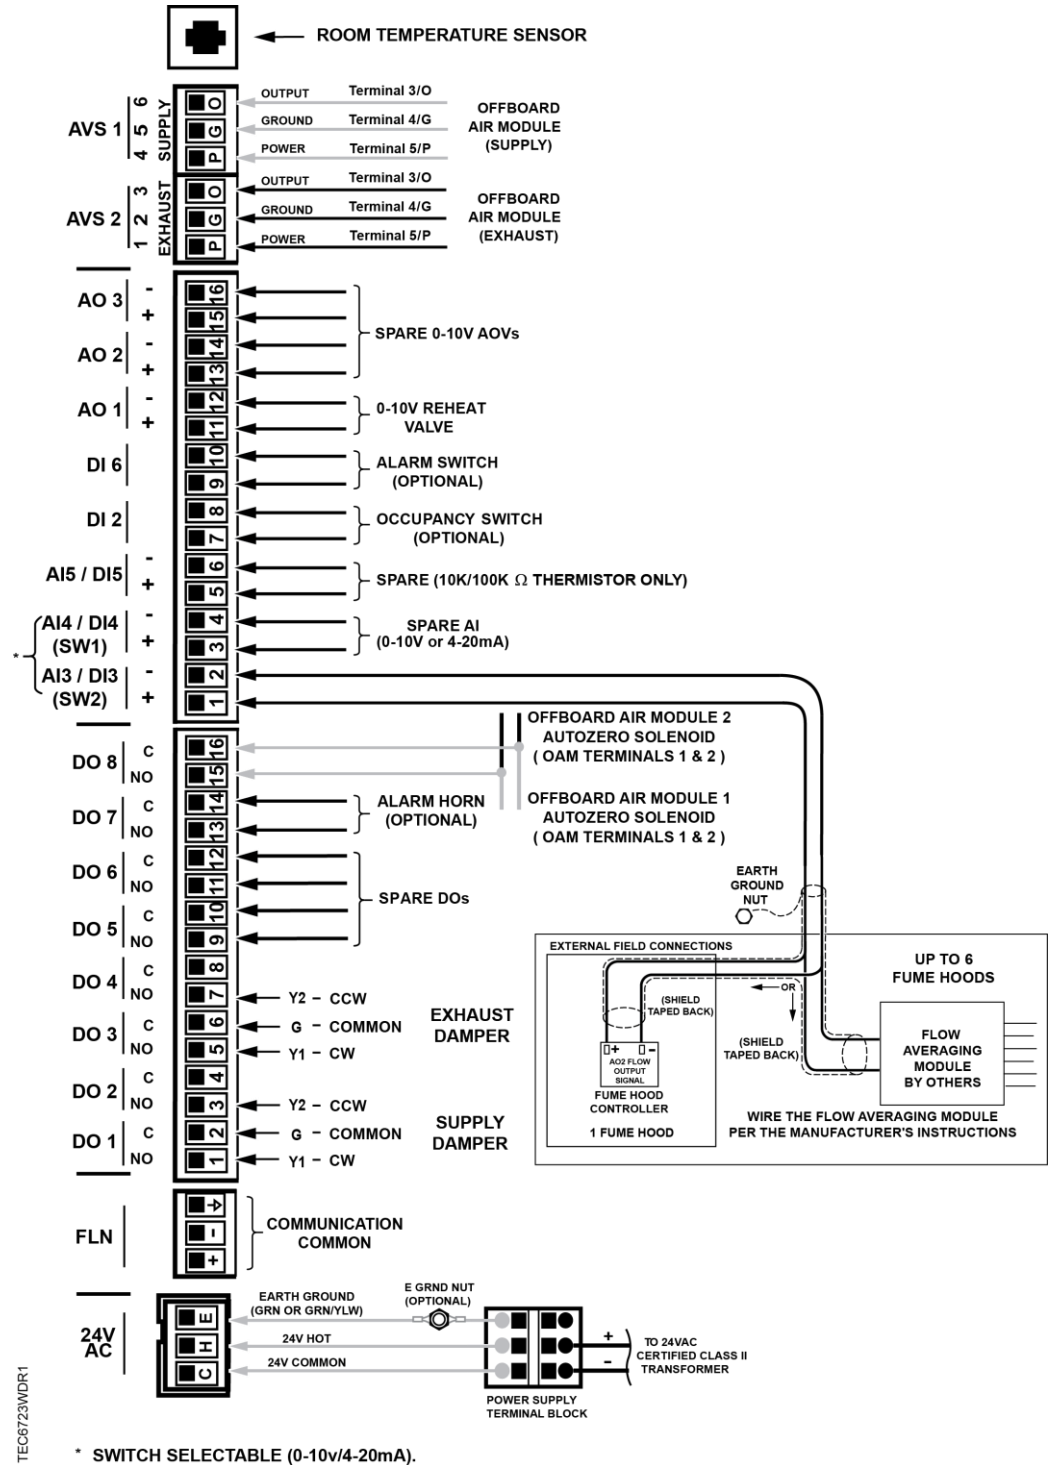 ROOM TEMPERATURE SENSOR
AVS 1
4 5 6
SUPPLY
O
G
P
OUTPUT Terminal 3/O
GROUND Terminal 4/G
POWER Terminal 5/P
OFFBOARD
AIR MODULE
(SUPPLY)
AVS 2
1 2 3
EXHAUST
O
G
P
OUTPUT Terminal 3/O
GROUND Terminal 4/G
POWER Terminal 5/P
OFFBOARD
AIR MODULE
(EXHAUST)
AO 3 - 16
+ 15
AO 2 - 14
+ 13
SPARE 0-10V AOVs
AO 1 - 12
+ 11
0-10V REHEAT
VALVE
DI 6
10
9
ALARM SWITCH
(OPTIONAL)
DI 2
8
7
OCCUPANCY SWITCH
(OPTIONAL)
AI5 / DI5 - 6
+ 5
SPARE (10K/100K Ω THERMISTOR ONLY)
* AI4 / DI4
(SW1)
- 4
+ 3
SPARE AI
(0-10V or 4-20mA)
AI3 / DI3
(SW2)
- 2
+ 1
DO 8 C 16
NO 15
OFFBOARD AIR MODULE 2
AUTOZERO SOLENOID
( OAM TERMINALS 1 & 2 )
OFFBOARD AIR MODULE 1
AUTOZERO SOLENOID
( OAM TERMINALS 1 & 2 )
DO 7 C 14
NO 13
ALARM HORN
(OPTIONAL)
DO 6 C 12
NO 11
DO 5 C 10
NO 9
SPARE DOs
DO 4 C 8
NO 7 Y2 - CCW
DO 3 C 6 G - COMMON
NO 5 Y1 - CW
EXHAUST
DAMPER
DO 2 C 4
NO 3 Y2 - CCW
DO 1 C 2 G - COMMON
NO 1 Y1 - CW
SUPPLY
DAMPER
EARTH
GROUND
NUT
EXTERNAL FIELD CONNECTIONS
(SHIELD
TAPED BACK)
+ -
AO2 FLOW
OUTPUT
SIGNAL
FUME HOOD
CONTROLLER
1 FUME HOOD
OR
(SHIELD
TAPED BACK)
UP TO 6
FUME HOODS
FLOW
AVERAGING
MODULE
BY OTHERS
WIRE THE FLOW AVERAGING MODULE
PER THE MANUFACTURER'S INSTRUCTIONS
FLN
-
+
COMMUNICATION
COMMON
24V
AC
E
H
C
EARTH GROUND
(GRN OR GRN/YLW)
24V HOT
24V COMMON
E GRND NUT
(OPTIONAL)
POWER SUPPLY
TERMINAL BLOCK
+
-
TO 24VAC
CERTIFIED CLASS II
TRANSFORMER
TEC6723WDR1
* SWITCH SELECTABLE (0-10v/4-20mA).